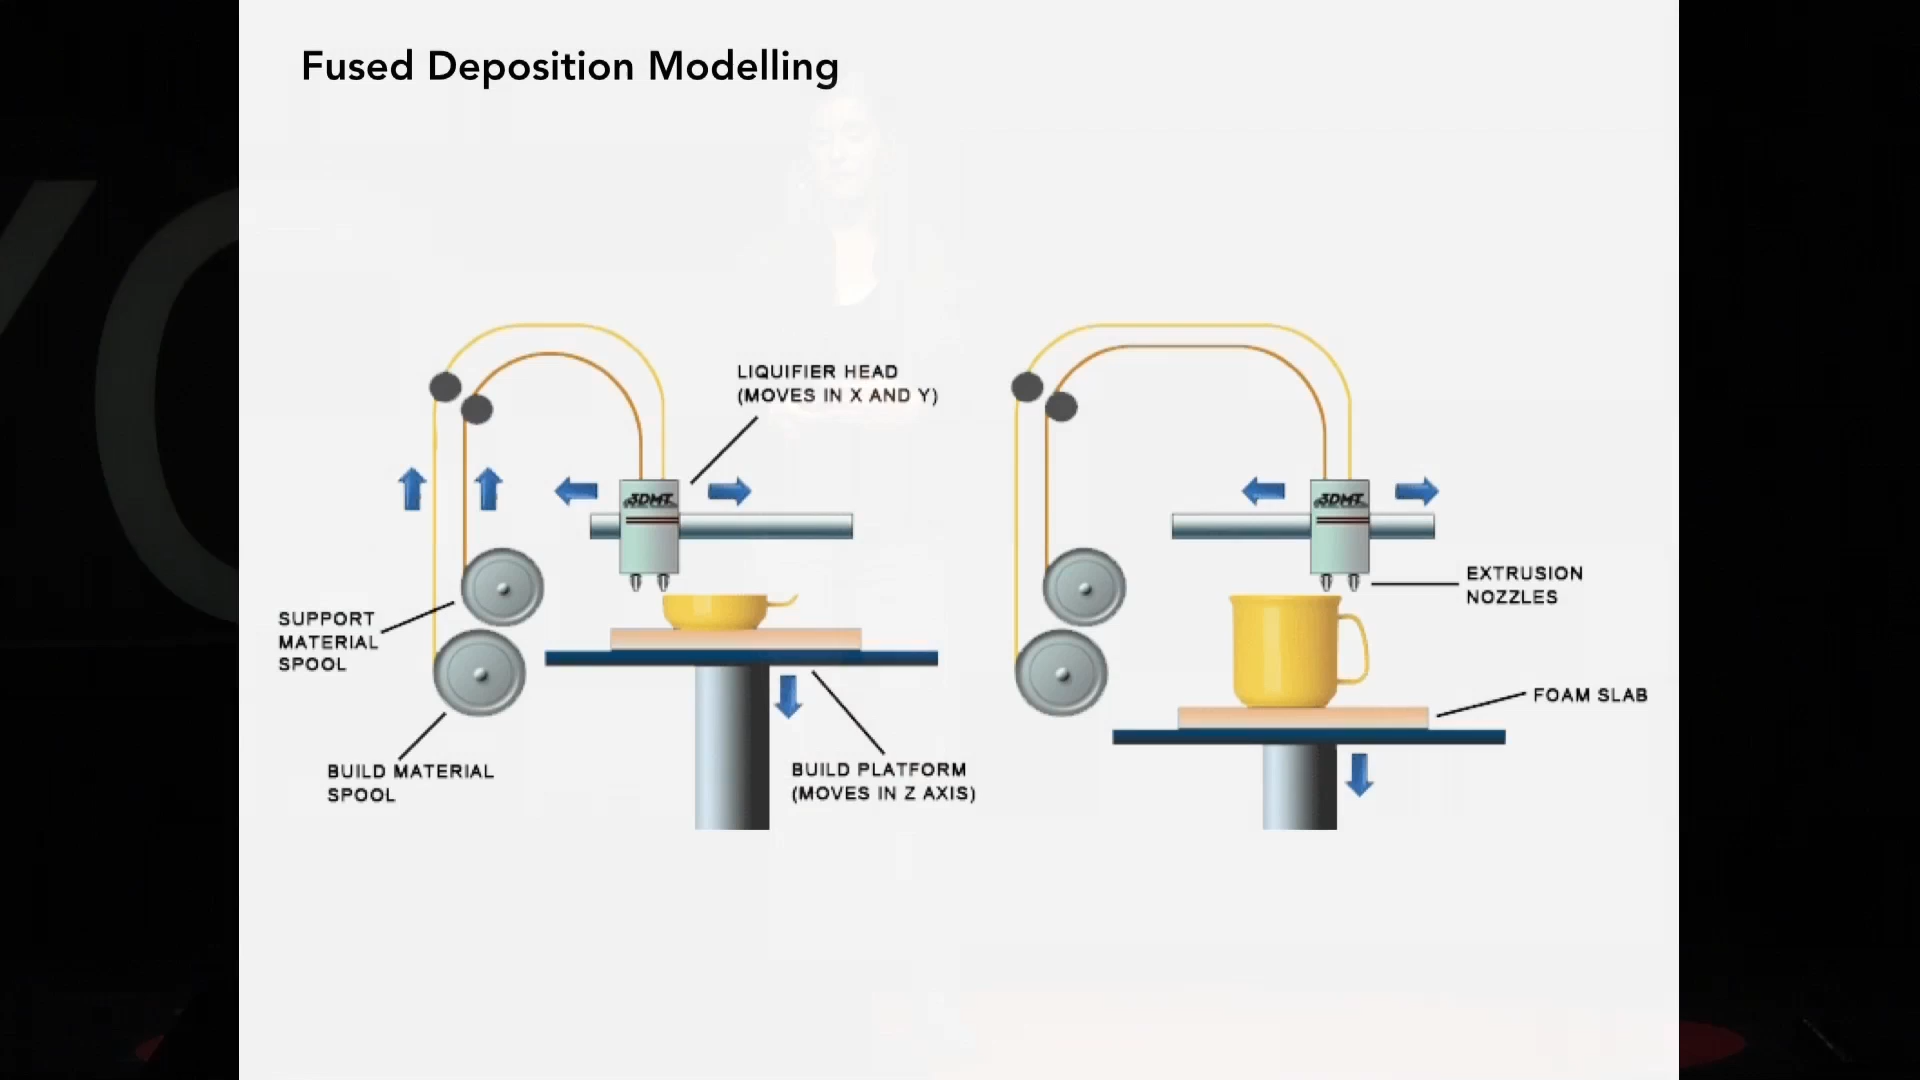 Fused Deposition Modelling
LIQUIFIER HEAD
(MOVES IN X AND Y)
3DMT
3DMT
EXTRUSION
NOZZLES
SUPPORT
MATERIAL
SPOOL
FOAM SLAB
BUILD MATERIAL
SPOOL
BUILD PLATFORM
(MOVES IN Z AXIS)